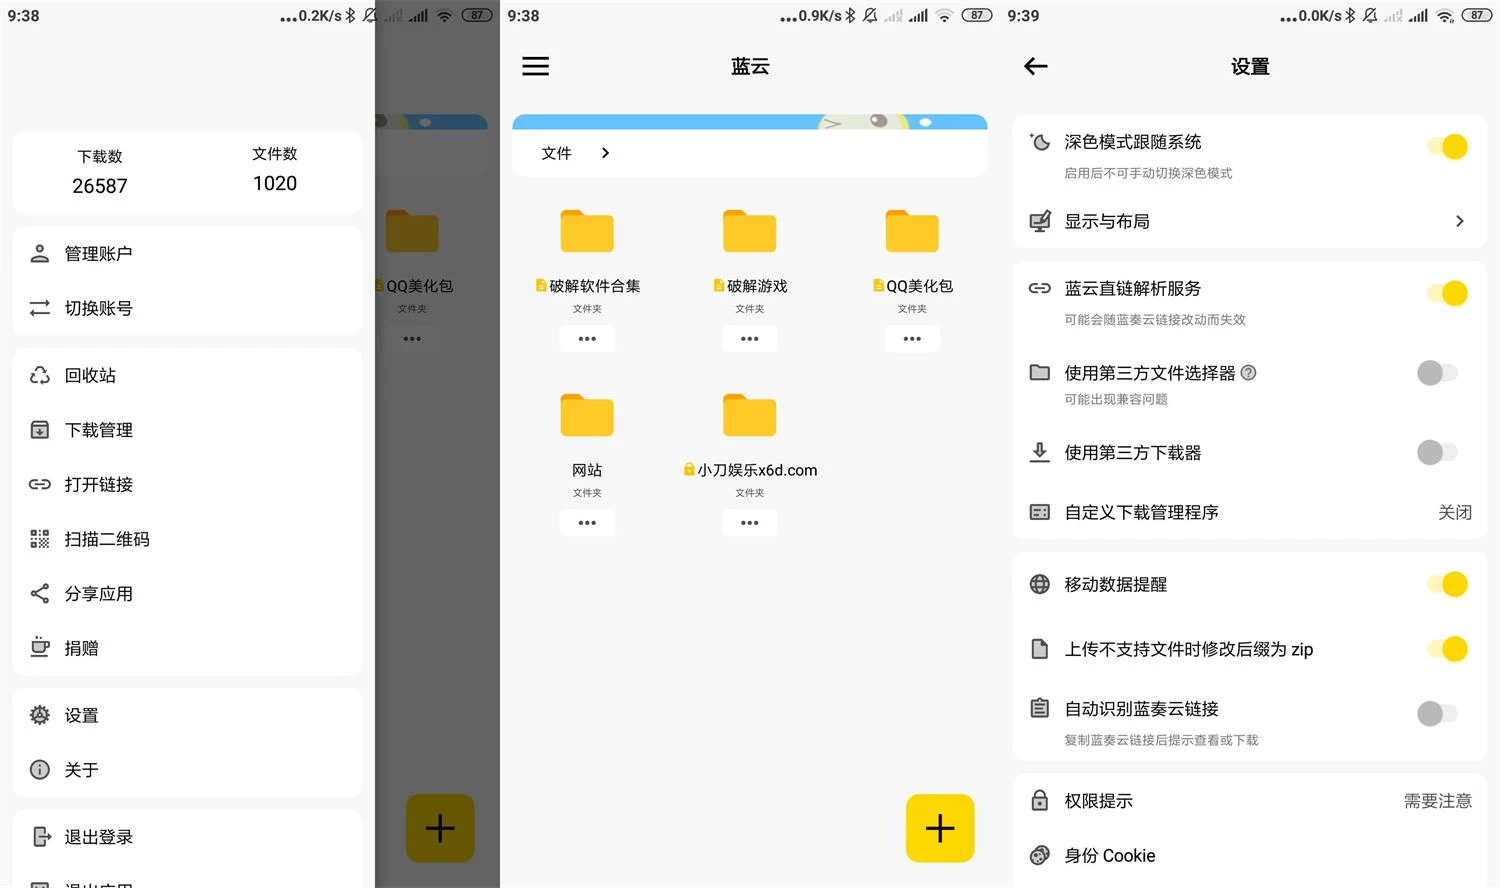 9:38
...0.2K/s
87
下载数
26587
文件数
1020
管理账户
切换账号
回收站
下载管理
打开链接
扫描二维码
分享应用
捐赠
设置
关于
退出登录
退出应用
QQ美化包
文件夹
9:38
...0.9K/s
87
蓝云
文件
破解软件合集
文件夹
破解游戏
文件夹
QQ美化包
文件夹
网站
文件夹
小刀娱乐x6d.com
文件夹
9:39
...0.0K/s
87
设置
深色模式跟随系统
启用后不可手动切换深色模式
显示与布局
蓝云直链解析服务
可能会随蓝奏云链接改动而失效
使用第三方文件选择器
可能出现兼容问题
使用第三方下载器
自定义下载管理程序
关闭
移动数据提醒
上传不支持文件时修改后缀为 zip
自动识别蓝奏云链接
复制蓝奏云链接后提示查看或下载
权限提示
需要注意
身份 Cookie